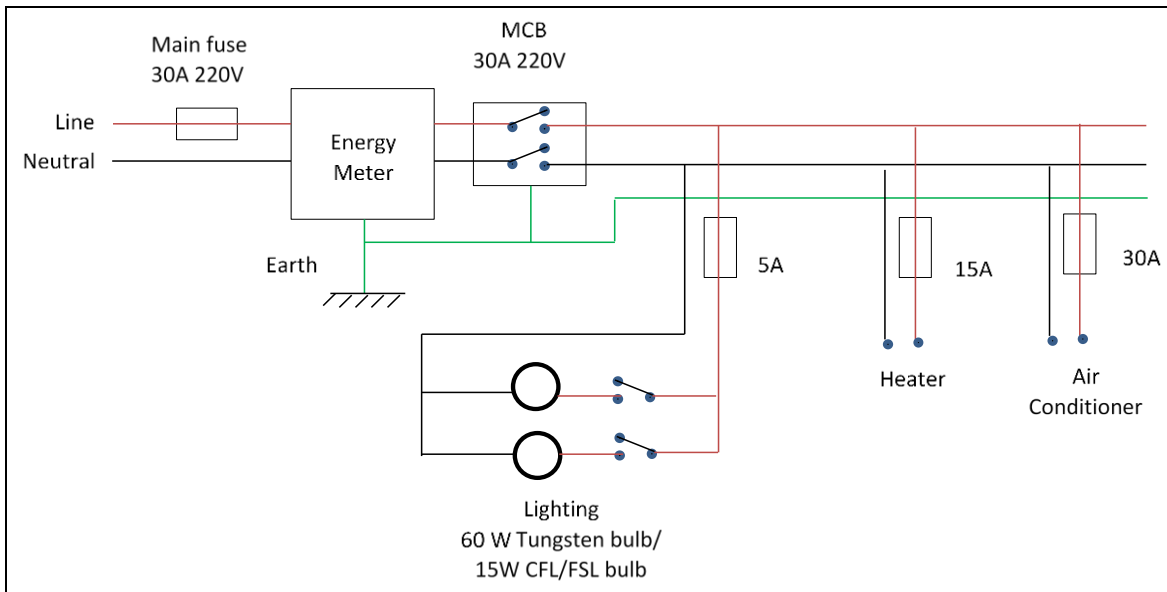 Main fuse
30A 220V
MCB
30A 220V
Line
Neutral
Energy
Meter
Earth
5A
15A
30A
Heater
Air
Conditioner
Lighting
60 W Tungsten bulb/
15W CFL/FSL bulb